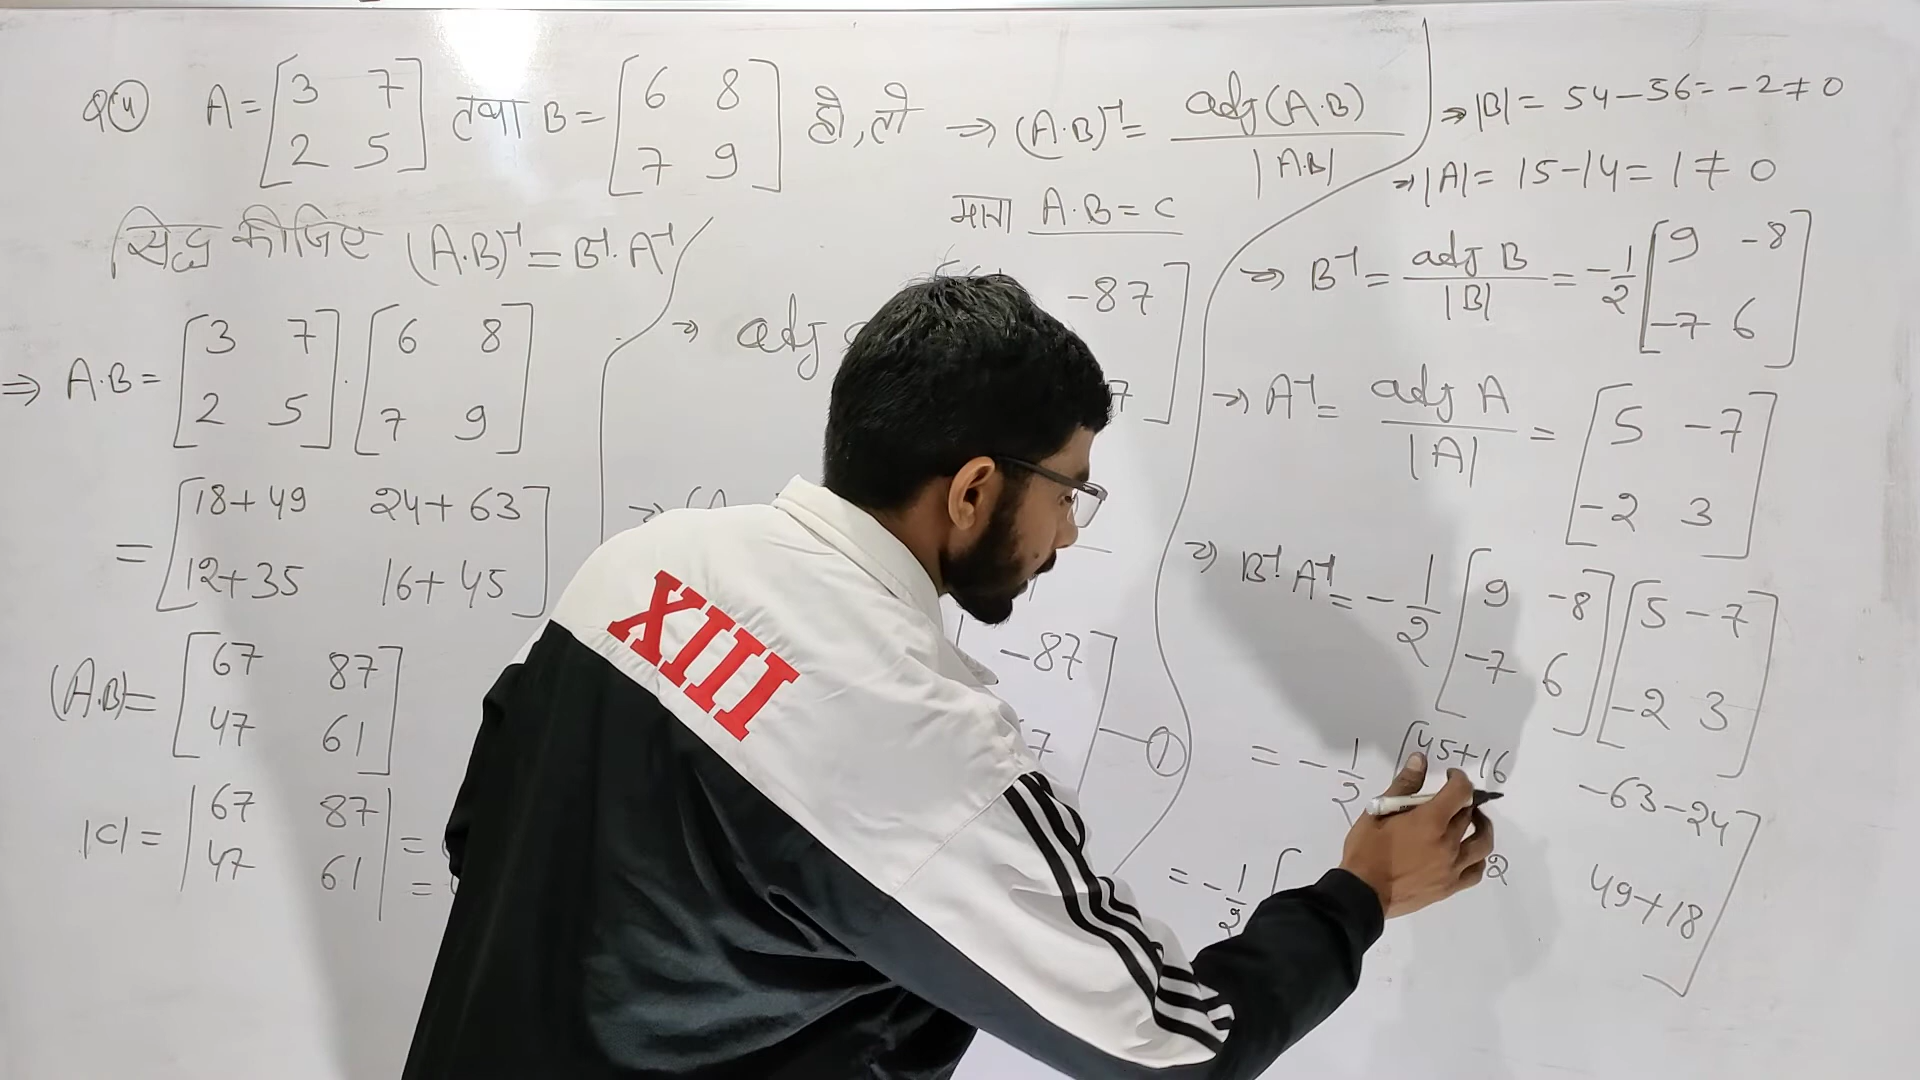 Q(4) A = [3 7 तथा B = [6 8 हो, तो
2 5] 7 9]
सिद्ध कीजिए (A.B)⁻¹ = B⁻¹.A⁻¹
⇒ A.B = [3 7 . [6 8
2 5] 7 9]
= [18+49 24+63
12+35 16+45]
(A.B) = [67 87
47 61]
|C| = |67 87
47 61| =
=
⇒ (A.B)⁻¹ = adj(A.B)
|A.B|
माना A.B = C
-87]
→ adj
7]
-87]
7 ①
⇒ |B| = 54-56 = -2 ≠ 0
⇒ |A| = 15-14 = 1 ≠ 0
⇒ B⁻¹ = adj B = -1/2 [9 -8
|B| -7 6]
⇒ A⁻¹ = adj A = [5 -7
|A| -2 3]
⇒ B⁻¹.A⁻¹ = -1/2 [9 -8 [5 -7
-7 6] -2 3]
= -1/2 [45+16 -63-24
2 49+18]
= -1/2 [
XIII